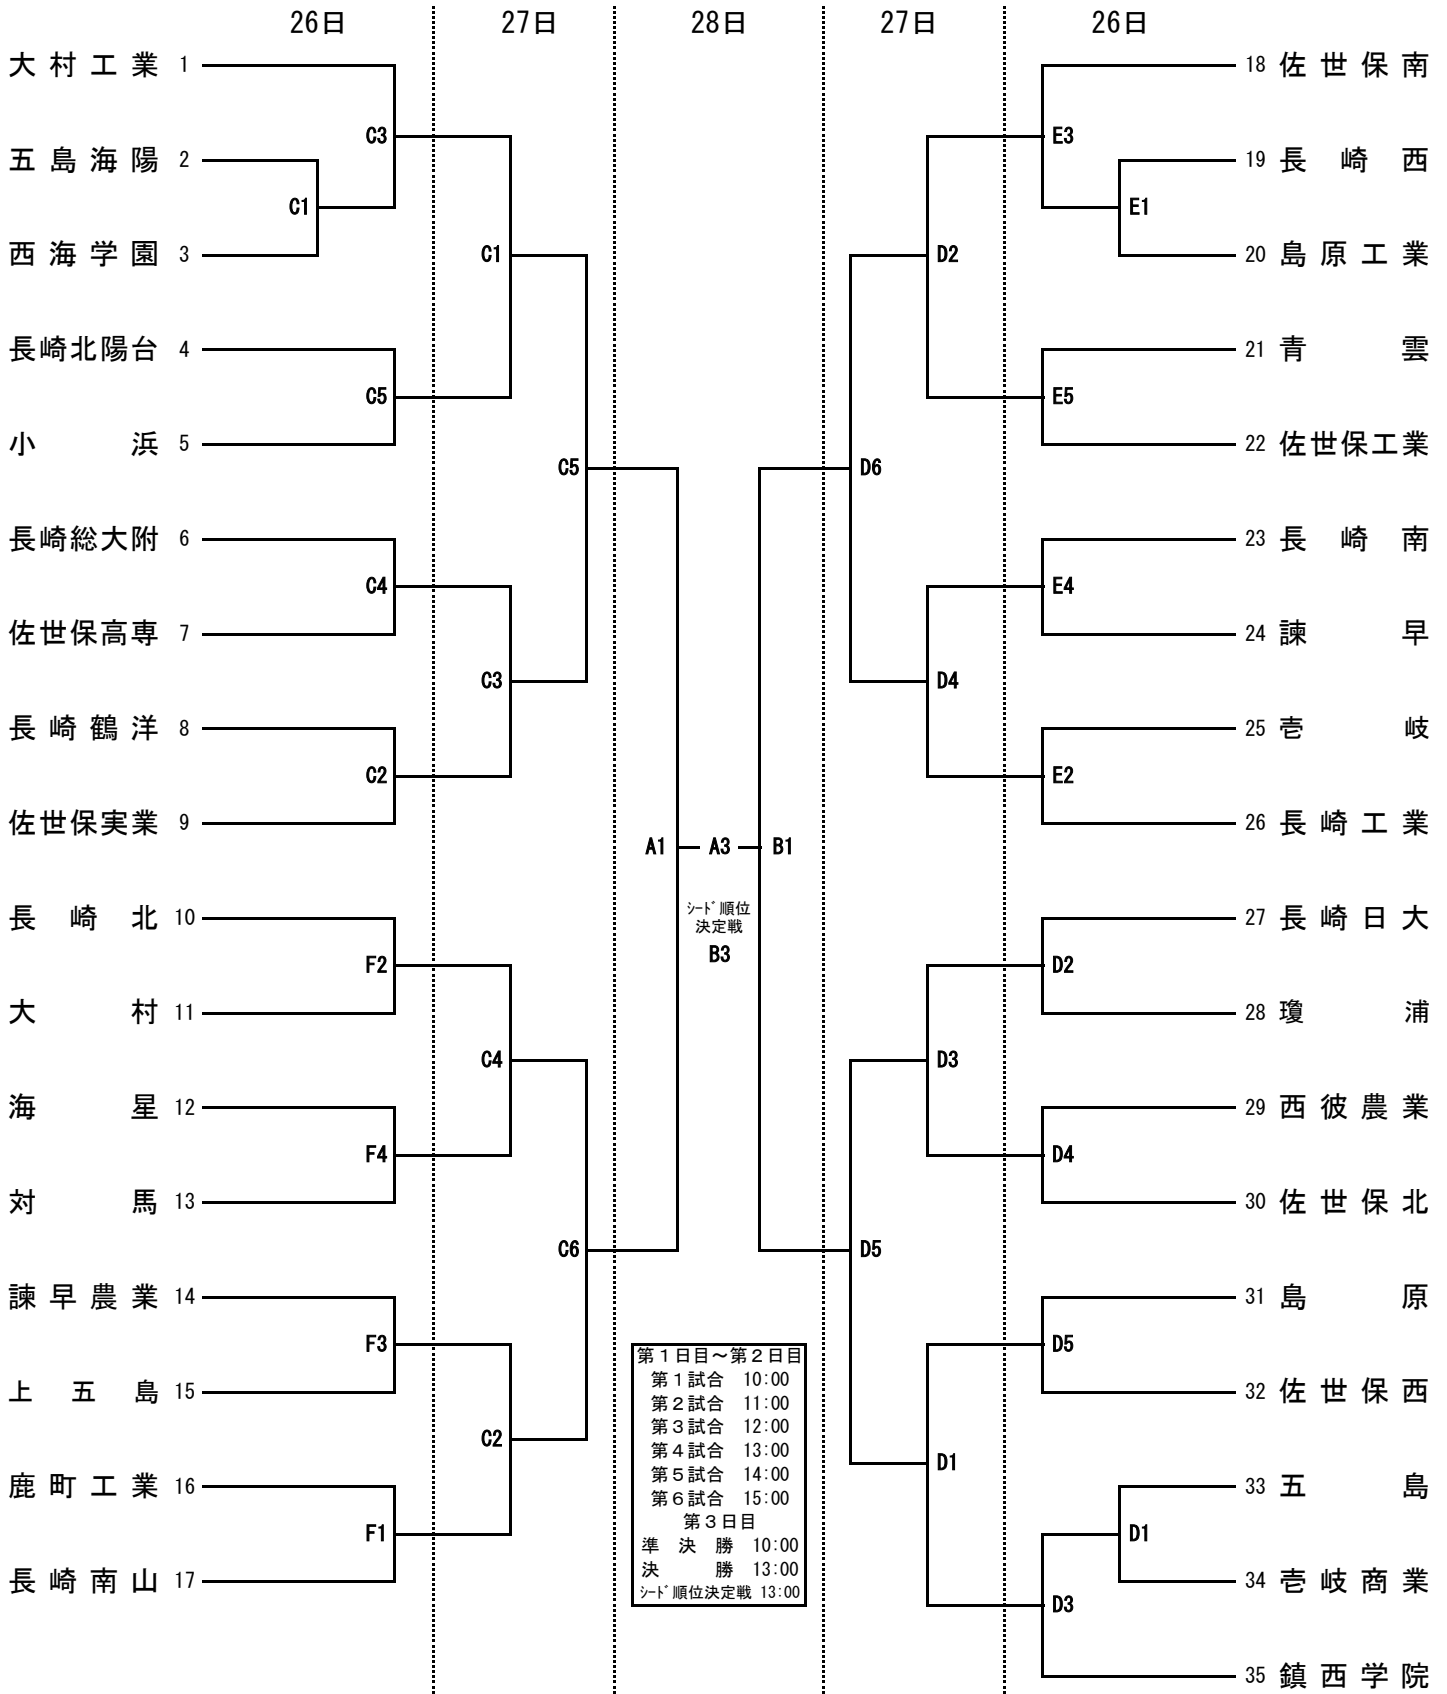 26日 27日 28日 27日 26日
大村工業 1
五島海陽 2
西海学園 3
長崎北陽台 4
小浜 5
長崎総大附 6
佐世保高専 7
長崎鶴洋 8
佐世保実業 9
長崎北 10
大村 11
海星 12
対馬 13
諫早農業 14
上五島 15
鹿町工業 16
長崎南山 17
C3
C1
C5
C4
C2
F2
F4
F3
F1
C1
C3
C4
C2
C5
C6
A1 A3 B1
シード順位
決定戦
B3
第1日目～第2日目
第1試合 10:00
第2試合 11:00
第3試合 12:00
第4試合 13:00
第5試合 14:00
第6試合 15:00
第3日目
準決勝 10:00
決勝 13:00
シード順位決定戦 13:00
D6
D5
D2
D4
D3
D1
E3
E1
E5
E4
E2
D2
D4
D5
D1
D3
18 佐世保南
19 長崎西
20 島原工業
21 青雲
22 佐世保工業
23 長崎南
24 諫早
25 壱岐
26 長崎工業
27 長崎日大
28 瓊浦
29 西彼農業
30 佐世保北
31 島原
32 佐世保西
33 五島
34 壱岐商業
35 鎮西学院